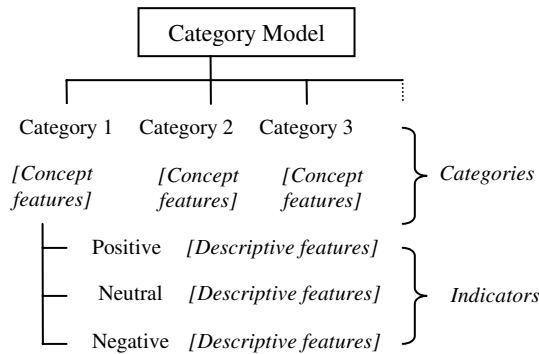 Category Model
Category 1 Category 2 Category 3
[Concept features] [Concept features] [Concept features]
Categories
Positive [Descriptive features]
Neutral [Descriptive features]
Indicators
Negative [Descriptive features]